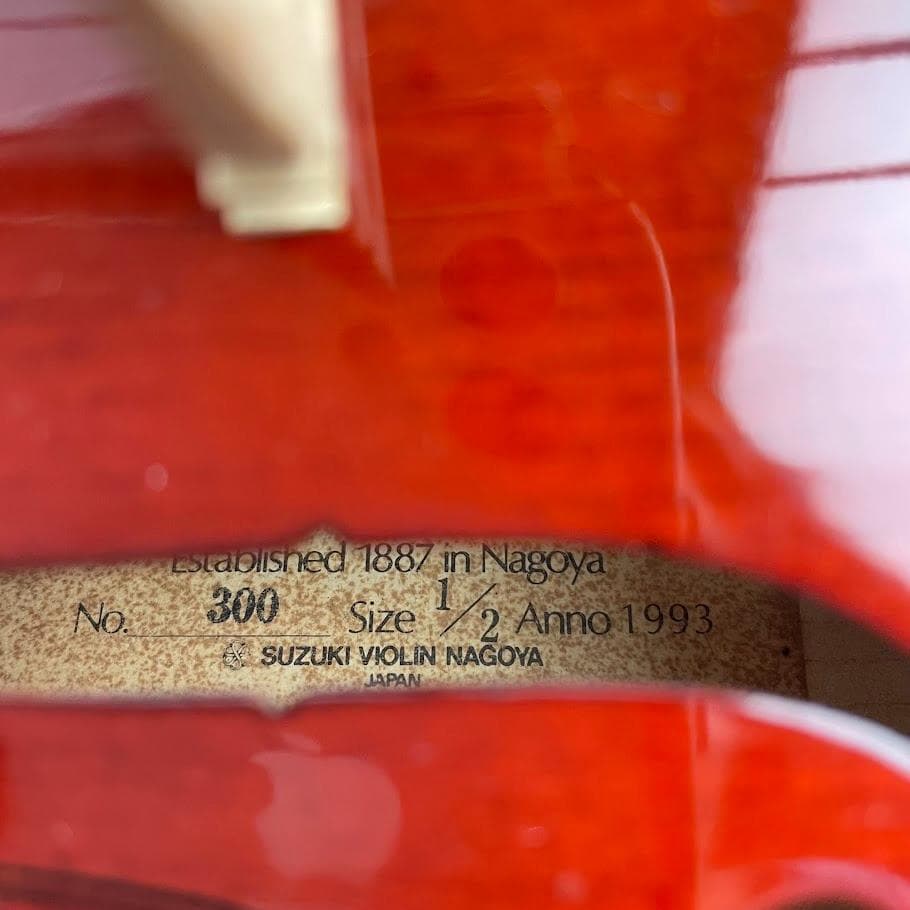 Established 1887 in Nagoya
No. 300 Size 1/2 Anno 1993
SUZUKI VIOLIN NAGOYA
JAPAN